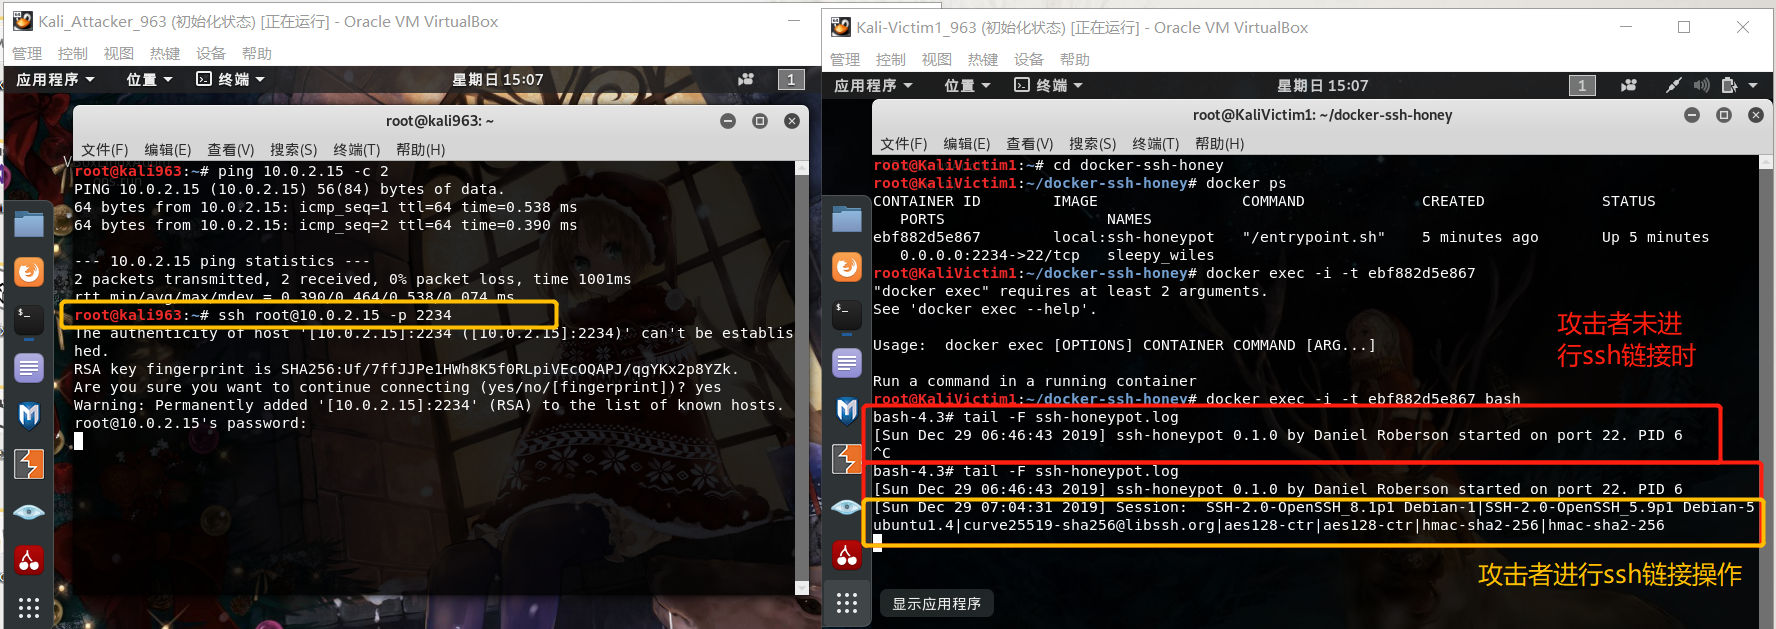 Kali_Attacker_963 (初始化状态) [正在运行] - Oracle VM VirtualBox
管理 控制 视图 热键 设备 帮助
应用程序 位置 终端 星期日 15:07 1
root@kali963: ~
文件(F) 编辑(E) 查看(V) 搜索(S) 终端(T) 帮助(H)
root@kali963:~# ping 10.0.2.15 -c 2
PING 10.0.2.15 (10.0.2.15) 56(84) bytes of data.
64 bytes from 10.0.2.15: icmp_seq=1 ttl=64 time=0.538 ms
64 bytes from 10.0.2.15: icmp_seq=2 ttl=64 time=0.390 ms
--- 10.0.2.15 ping statistics ---
2 packets transmitted, 2 received, 0% packet loss, time 1001ms
rtt min/avg/max/mdev = 0.390/0.464/0.538/0.074 ms
root@kali963:~# ssh root@10.0.2.15 -p 2234
The authenticity of host '[10.0.2.15]:2234 ([10.0.2.15]:2234)' can't be establis
hed.
RSA key fingerprint is SHA256:Uf/7ffJJPe1HWh8K5f0RLpiVEcOQAPJ/qgYKx2p8YZk.
Are you sure you want to continue connecting (yes/no/[fingerprint])? yes
Warning: Permanently added '[10.0.2.15]:2234' (RSA) to the list of known hosts.
root@10.0.2.15's password:
Kali-Victim1_963 (初始化状态) [正在运行] - Oracle VM VirtualBox
管理 控制 视图 热键 设备 帮助
应用程序 位置 终端 星期日 15:07 1
root@KaliVictim1: ~/docker-ssh-honey
文件(F) 编辑(E) 查看(V) 搜索(S) 终端(T) 帮助(H)
root@KaliVictim1:~# cd docker-ssh-honey
root@KaliVictim1:~/docker-ssh-honey# docker ps
CONTAINER ID IMAGE COMMAND CREATED STATUS
PORTS NAMES
ebf882d5e867 local:ssh-honeypot "/entrypoint.sh" 5 minutes ago Up 5 minutes
0.0.0.0:2234->22/tcp sleepy_wiles
root@KaliVictim1:~/docker-ssh-honey# docker exec -i -t ebf882d5e867
"docker exec" requires at least 2 arguments.
See 'docker exec --help'.
Usage: docker exec [OPTIONS] CONTAINER COMMAND [ARG...]
Run a command in a running container
root@KaliVictim1:~/docker-ssh-honey# docker exec -i -t ebf882d5e867 bash
bash-4.3# tail -F ssh-honeypot.log
[Sun Dec 29 06:46:43 2019] ssh-honeypot 0.1.0 by Daniel Roberson started on port 22. PID 6
^C
bash-4.3# tail -F ssh-honeypot.log
[Sun Dec 29 06:46:43 2019] ssh-honeypot 0.1.0 by Daniel Roberson started on port 22. PID 6
[Sun Dec 29 07:04:31 2019] Session: SSH-2.0-OpenSSH_8.1p1 Debian-1|SSH-2.0-OpenSSH_5.9p1 Debian-5
ubuntu1.4|curve25519-sha256@libssh.org|aes128-ctr|aes128-ctr|hmac-sha2-256|hmac-sha2-256
攻击者未进
行ssh链接时
攻击者进行ssh链接操作
显示应用程序